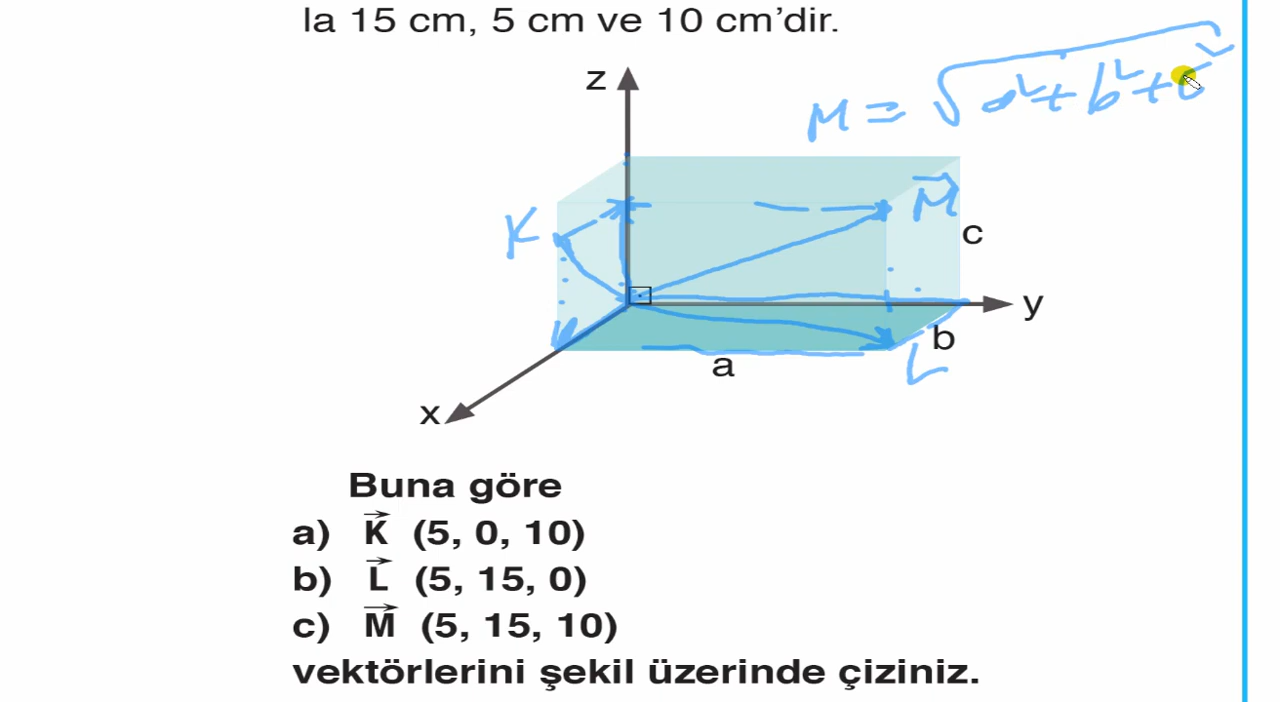 la 15 cm, 5 cm ve 10 cm'dir.
z
M = √a² + b² + c²
K
M
c
y
b
a
L
x
Buna göre
a) K (5, 0, 10)
b) L (5, 15, 0)
c) M (5, 15, 10)
vektörlerini şekil üzerinde çiziniz.